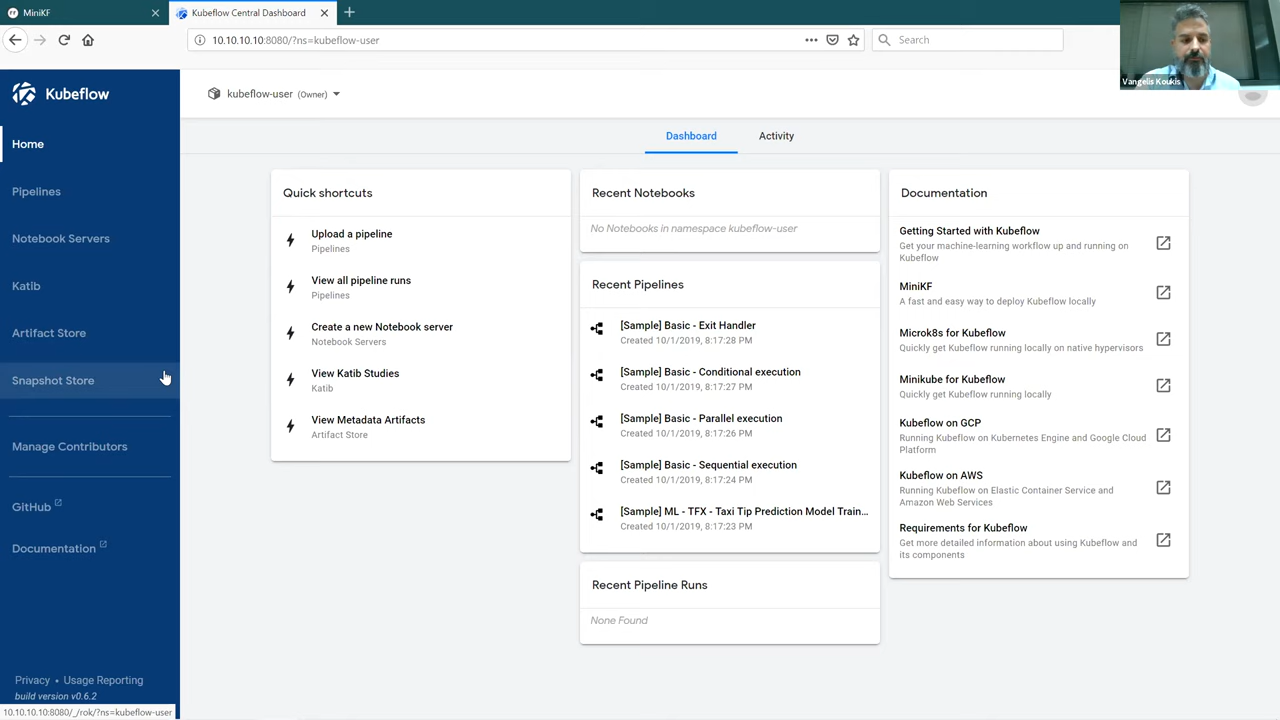 MiniKF
Kubeflow Central Dashboard
10.10.10.10:8080/?ns=kubeflow-user
Search
Vangelis Koukis
Kubeflow
kubeflow-user (Owner)
Home
Pipelines
Notebook Servers
Katib
Artifact Store
Snapshot Store
Manage Contributors
GitHub
Documentation
Privacy • Usage Reporting
build version v0.6.2
10.10.10.10:8080/_/rok/?ns=kubeflow-user
Dashboard
Activity
Quick shortcuts
Upload a pipeline
Pipelines
View all pipeline runs
Pipelines
Create a new Notebook server
Notebook Servers
View Katib Studies
Katib
View Metadata Artifacts
Artifact Store
Recent Notebooks
No Notebooks in namespace kubeflow-user
Recent Pipelines
[Sample] Basic - Exit Handler
Created 10/1/2019, 8:17:28 PM
[Sample] Basic - Conditional execution
Created 10/1/2019, 8:17:27 PM
[Sample] Basic - Parallel execution
Created 10/1/2019, 8:17:26 PM
[Sample] Basic - Sequential execution
Created 10/1/2019, 8:17:24 PM
[Sample] ML - TFX - Taxi Tip Prediction Model Train...
Created 10/1/2019, 8:17:23 PM
Recent Pipeline Runs
None Found
Documentation
Getting Started with Kubeflow
Get your machine-learning workflow up and running on
Kubeflow
MiniKF
A fast and easy way to deploy Kubeflow locally
Microk8s for Kubeflow
Quickly get Kubeflow running locally on native hypervisors
Minikube for Kubeflow
Quickly get Kubeflow running locally
Kubeflow on GCP
Running Kubeflow on Kubernetes Engine and Google Cloud
Platform
Kubeflow on AWS
Running Kubeflow on Elastic Container Service and
Amazon Web Services
Requirements for Kubeflow
Get more detailed information about using Kubeflow and
its components